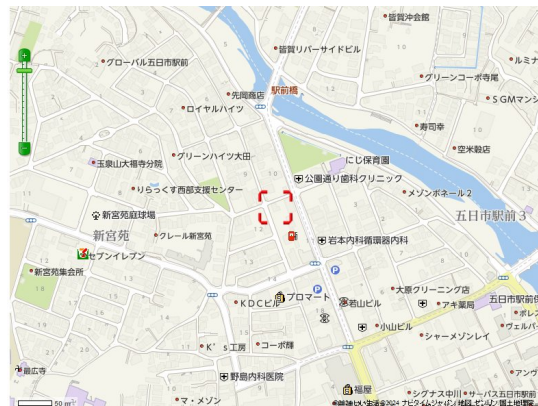 皆賀沖会館
皆賀リバーサイドビル
グローバル五日市駅前
グリーンコーポ寺尾
駅前橋
先岡商店
ロイヤルハイツ
SGMマンシ
寿司幸
空米殻店
グリーンハイツ大田
にじ保育園
玉泉山大福寺分院
公園通り歯科クリニック
りらっくす西部支援センター
メゾンボネール2
五日市駅前3
新宮苑庭球場
新宮苑
クレール新宮苑
岩本内科循環器内科
セブンイレブン
新宮苑集会所
大原クリーニング店
プロマート
KDCビル
若山ビル
アキ薬局
五日市駅前
小山ビル
シャーメゾンレイ
K's工房
コーポ輝
最広寺
野島内科医院
マ・メゾン
福屋
シグナス中川
サーパス五日市駅前
50 m